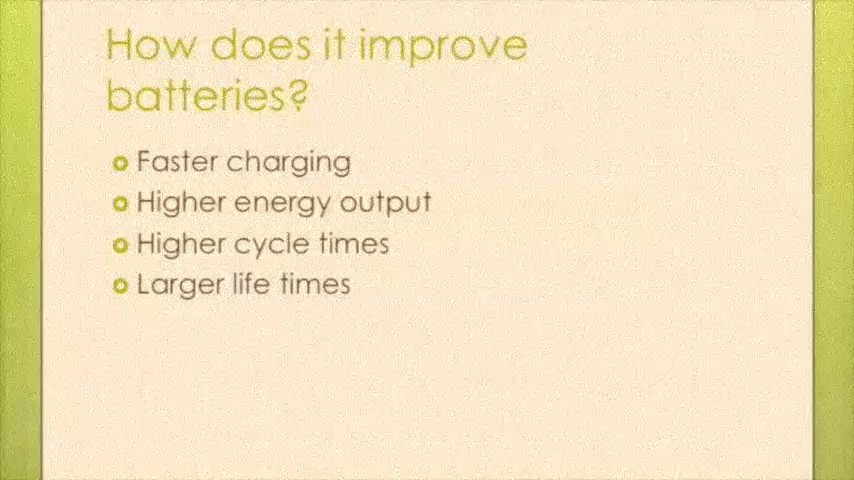 How does it improve
batteries?
Faster charging
Higher energy output
Higher cycle times
Larger life times